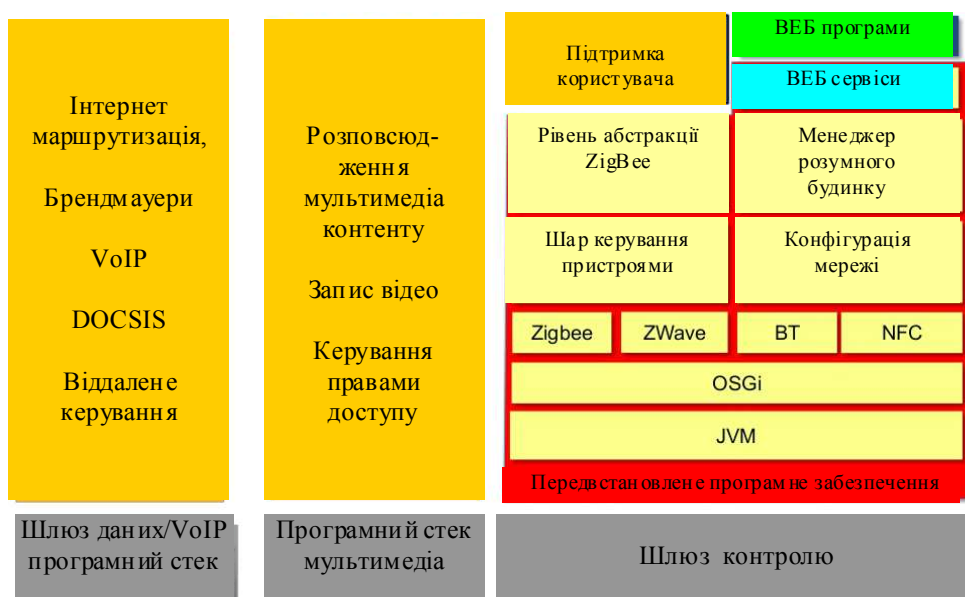 Інтернет
маршрутизація,
Брендмауери
VoIP
DOCSIS
Віддалене
керування
Шлюз даних/VoIP
програмний стек
Розповсюд-
ження
мультимедіа
контенту
Запис відео
Керування
правами
доступу
Програмний стек
мультимедіа
Підтримка
користувача
ВЕБ програми
ВЕБ сервіси
Рівень абстракції
ZigBee
Менеджер
розумного
будинку
Шар керування
пристроями
Конфігурація
мережі
Zigbee
ZWave
BT
NFC
OSGi
JVM
Передвстановлене програмне забезпечення
Шлюз контролю